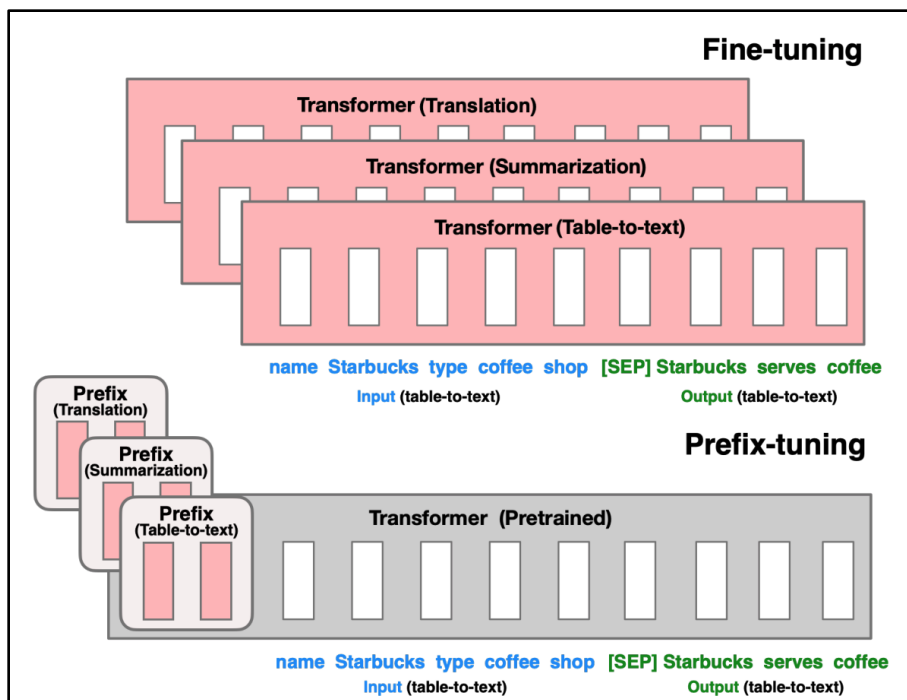 Fine-tuning
Transformer (Translation)
Transformer (Summarization)
Transformer (Table-to-text)
name Starbucks type coffee shop [SEP] Starbucks serves coffee
Input (table-to-text) Output (table-to-text)
Prefix
(Translation)
Prefix-tuning
Prefix
(Summarization)
Prefix
(Table-to-text)
Transformer (Pretrained)
name Starbucks type coffee shop [SEP] Starbucks serves coffee
Input (table-to-text) Output (table-to-text)